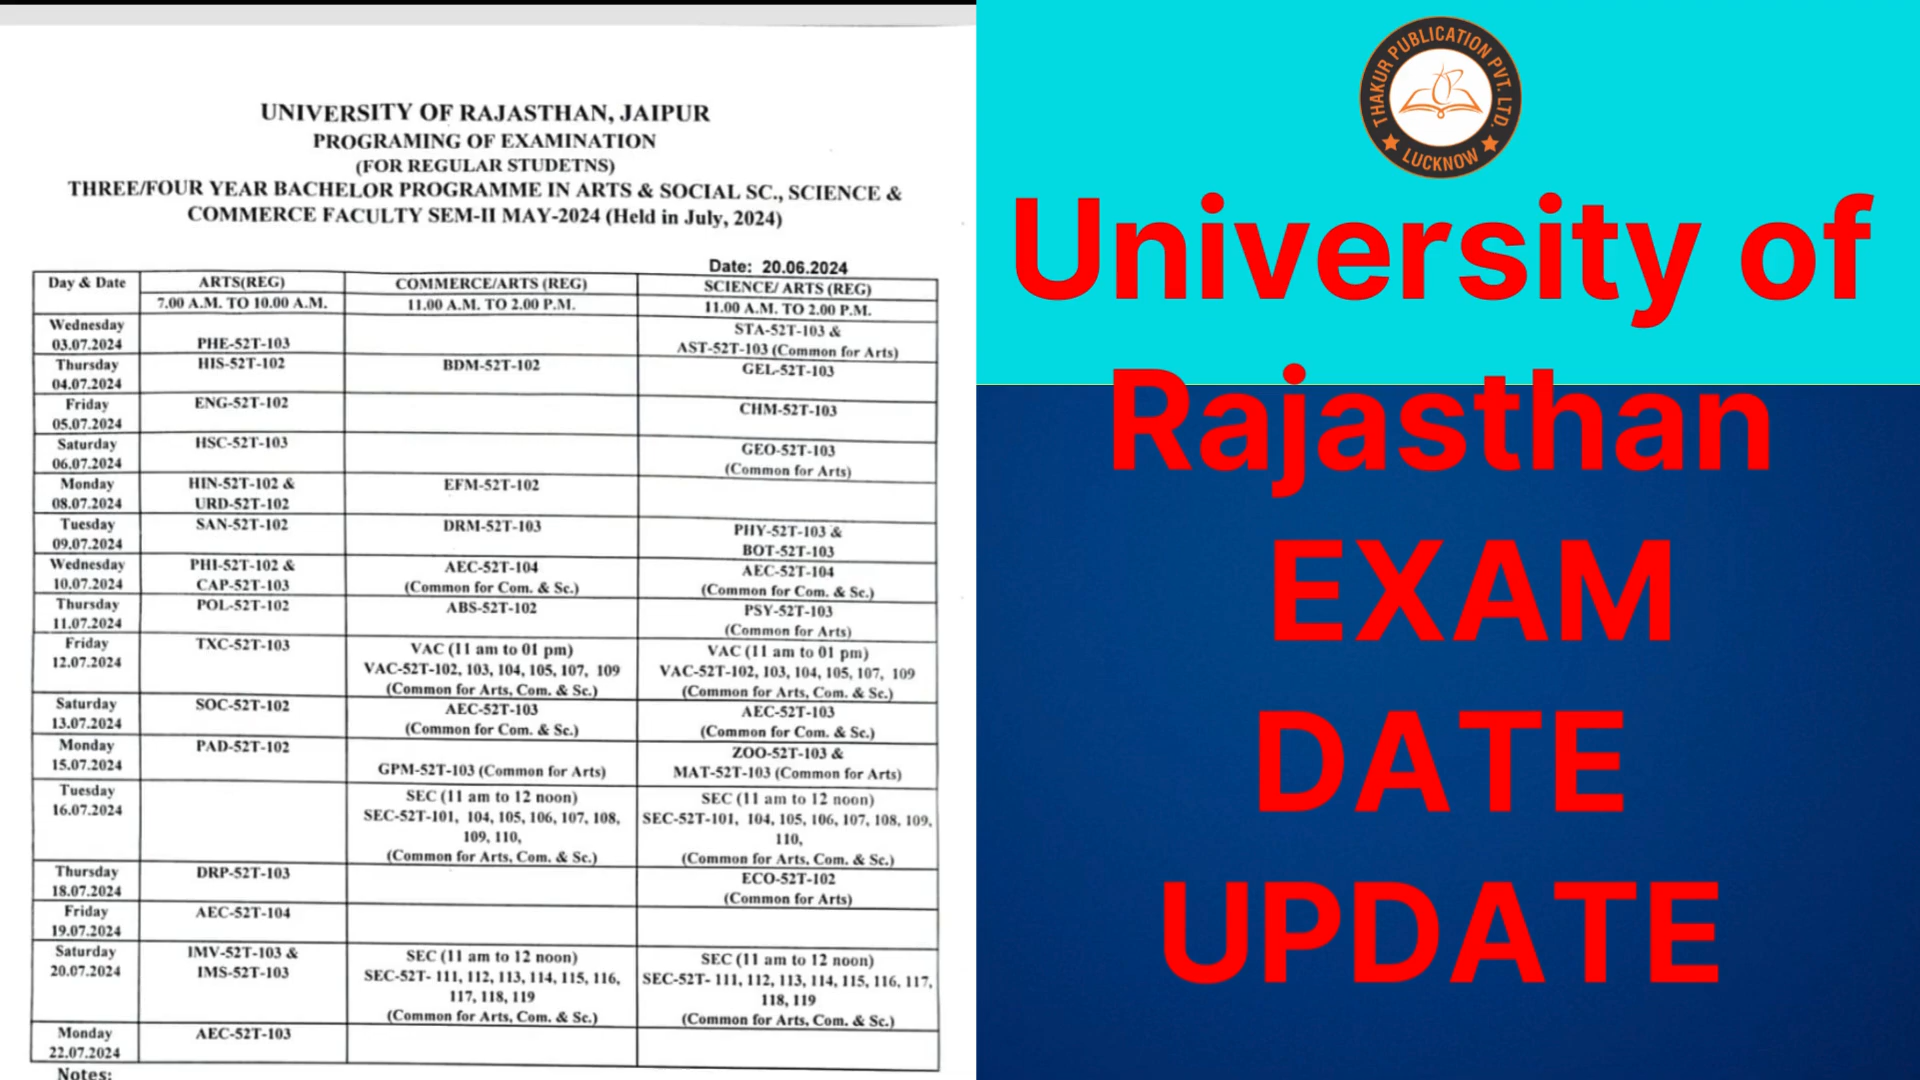 UNIVERSITY OF RAJASTHAN, JAIPUR
PROGRAMING OF EXAMINATION
(FOR REGULAR STUDETNS)
THREE/FOUR YEAR BACHELOR PROGRAMME IN ARTS & SOCIAL SC., SCIENCE &
COMMERCE FACULTY SEM-II MAY-2024 (Held in July, 2024)
Date: 20.06.2024
Day & Date
ARTS(REG)
COMMERCE/ARTS (REG)
SCIENCE/ ARTS (REG)
7.00 A.M. TO 10.00 A.M.
11.00 A.M. TO 2.00 P.M.
11.00 A.M. TO 2.00 P.M.
Wednesday
03.07.2024
PHE-52T-103
STA-52T-103 &
AST-52T-103 (Common for Arts)
Thursday
04.07.2024
HIS-52T-102
BDM-52T-102
GEL-52T-103
Friday
05.07.2024
ENG-52T-102
CHM-52T-103
Saturday
06.07.2024
HSC-52T-103
GEO-52T-103
(Common for Arts)
Monday
08.07.2024
HIN-52T-102 &
URD-52T-102
EFM-52T-102
Tuesday
09.07.2024
SAN-52T-102
DRM-52T-103
PHY-52T-103 &
BOT-52T-103
Wednesday
10.07.2024
PHI-52T-102 &
CAP-52T-103
AEC-52T-104
(Common for Com. & Sc.)
AEC-52T-104
(Common for Com. & Sc.)
Thursday
11.07.2024
POL-52T-102
ABS-52T-102
PSY-52T-103
(Common for Arts)
Friday
12.07.2024
TXC-52T-103
VAC (11 am to 01 pm)
VAC-52T-102, 103, 104, 105, 107, 109
(Common for Arts, Com. & Sc.)
VAC (11 am to 01 pm)
VAC-52T-102, 103, 104, 105, 107, 109
(Common for Arts, Com. & Sc.)
Saturday
13.07.2024
SOC-52T-102
AEC-52T-103
(Common for Com. & Sc.)
AEC-52T-103
(Common for Com. & Sc.)
Monday
15.07.2024
PAD-52T-102
GPM-52T-103 (Common for Arts)
ZOO-52T-103 &
MAT-52T-103 (Common for Arts)
Tuesday
16.07.2024
SEC (11 am to 12 noon)
SEC-52T-101, 104, 105, 106, 107, 108,
109, 110,
(Common for Arts, Com. & Sc.)
SEC (11 am to 12 noon)
SEC-52T-101, 104, 105, 106, 107, 108, 109,
110,
(Common for Arts, Com. & Sc.)
Thursday
18.07.2024
DRP-52T-103
ECO-52T-102
(Common for Arts)
Friday
19.07.2024
AEC-52T-104
Saturday
20.07.2024
IMV-52T-103 &
IMS-52T-103
SEC (11 am to 12 noon)
SEC-52T- 111, 112, 113, 114, 115, 116,
117, 118, 119
(Common for Arts, Com. & Sc.)
SEC (11 am to 12 noon)
SEC-52T- 111, 112, 113, 114, 115, 116, 117,
118, 119
(Common for Arts, Com. & Sc.)
Monday
22.07.2024
AEC-52T-103
Notes:
THAKUR PUBLICATION PVT. LTD.
LUCKNOW
University of
Rajasthan
EXAM
DATE
UPDATE